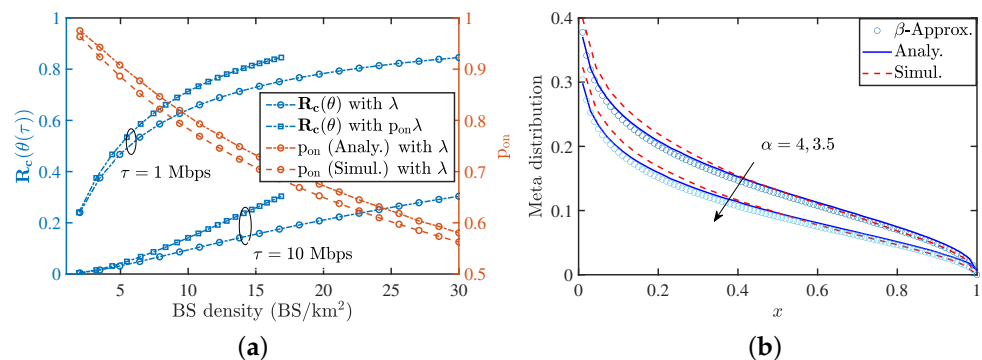 R_c(θ(τ))
1
0.8
0.6
0.4
0.2
0
5
10
15
20
25
30
BS density (BS/km²)
1
0.9
0.8
0.7
0.6
0.5
p_on
R_c(θ) with λ
R_c(θ) with p_onλ
p_on (Analy.) with λ
p_on (Simul.) with λ
τ = 1 Mbps
τ = 10 Mbps
(a)
Meta distribution
0.4
0.3
0.2
0.1
0
0
0.2
0.4
0.6
0.8
1
x
β-Approx.
Analy.
Simul.
α = 4, 3.5
(b)